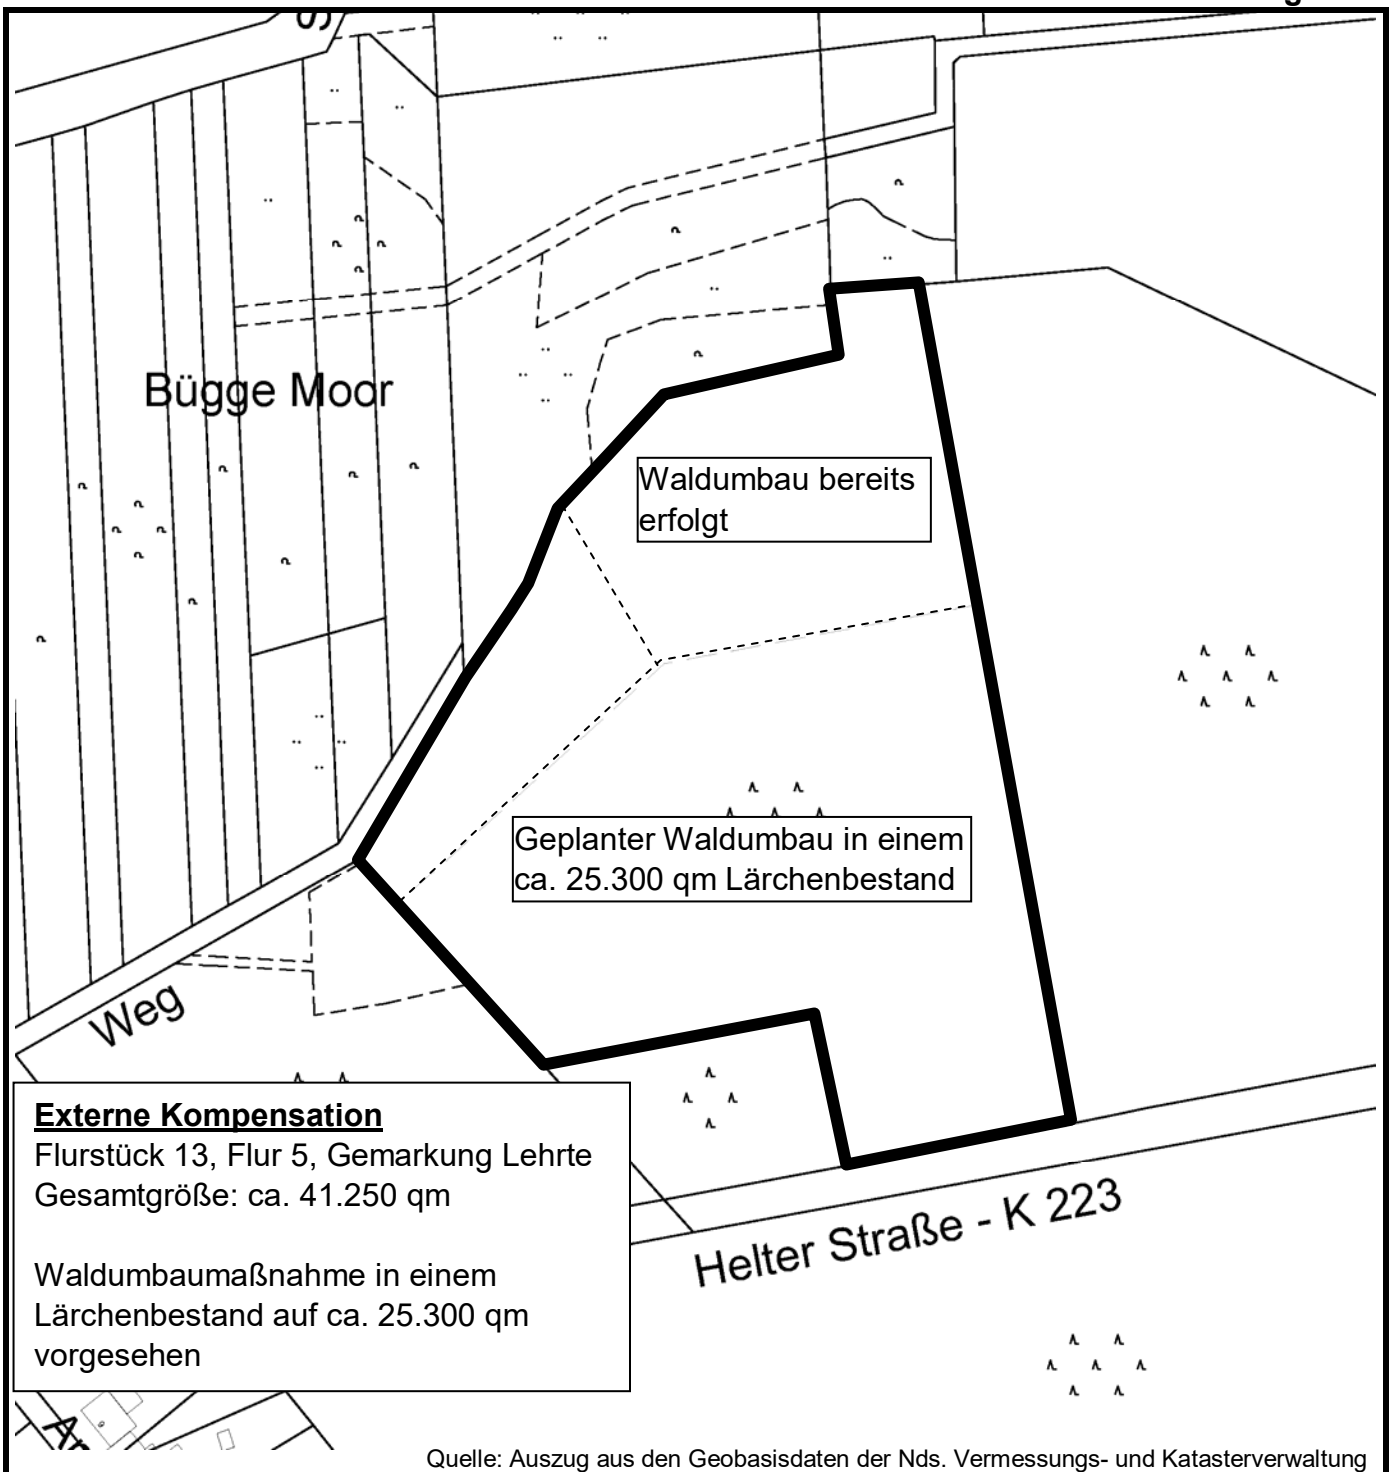 Bügge Moor
Waldumbau bereits
erfolgt
Geplanter Waldumbau in einem
ca. 25.300 qm Lärchenbestand
Weg
Externe Kompensation
Flurstück 13, Flur 5, Gemarkung Lehrte
Gesamtgröße: ca. 41.250 qm
Waldumbaumaßnahme in einem
Lärchenbestand auf ca. 25.300 qm
vorgesehen
Helter Straße - K 223
Quelle: Auszug aus den Geobasisdaten der Nds. Vermessungs- und Katasterverwaltung